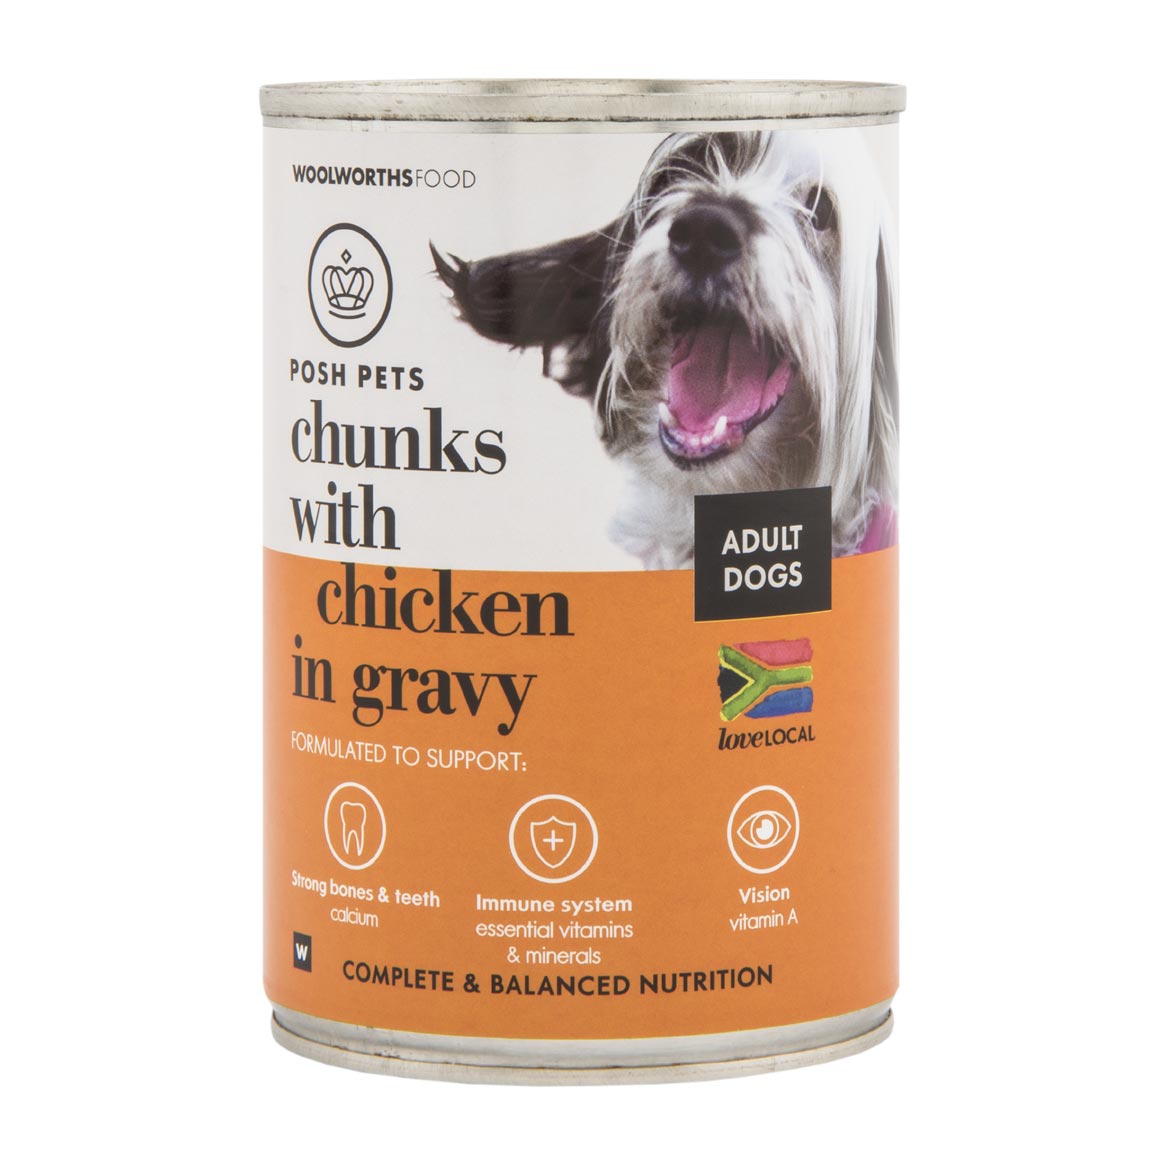 WOOLWORTHSFOOD
POSH PETS
chunks
with
chicken
in gravy
ADULT
DOGS
loveLOCAL
FORMULATED TO SUPPORT:
Strong bones & teeth
calcium
Immune system
essential vitamins
& minerals
Vision
vitamin A
W
COMPLETE & BALANCED NUTRITION